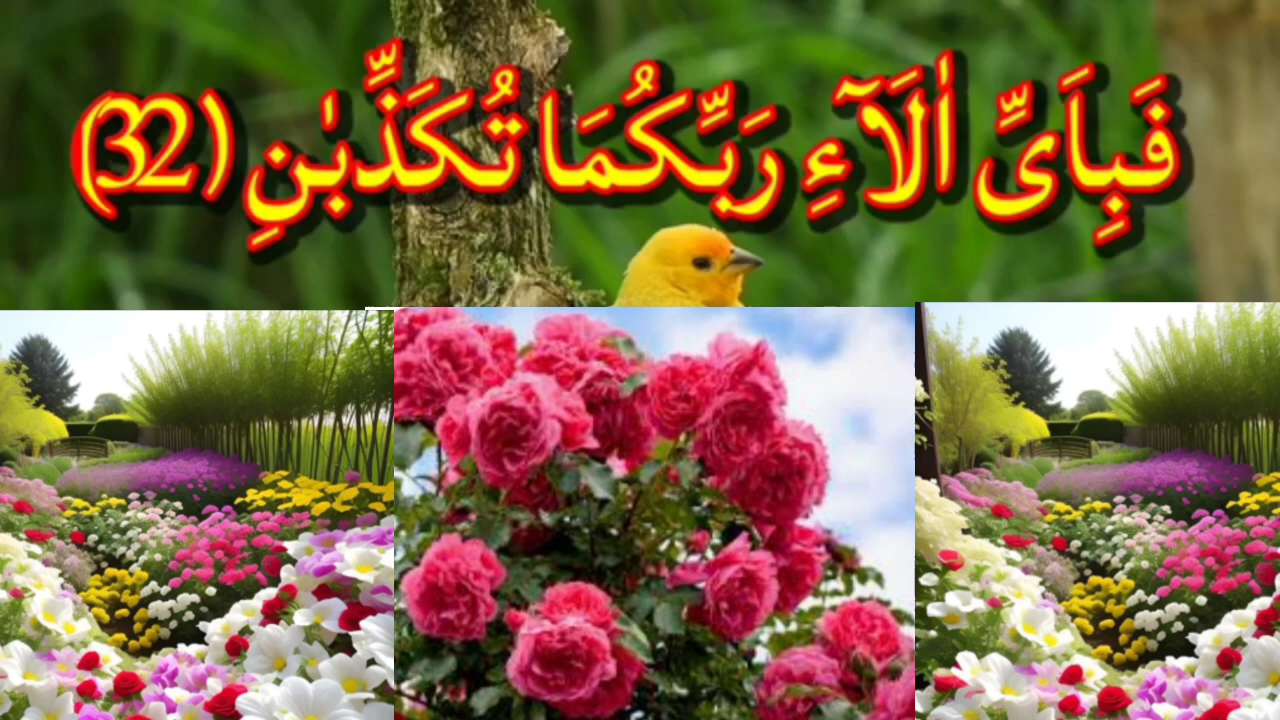 فَبِاَیِّ اٰلَآءِ رَبِّكُمَا تُكَذِّبٰنِ (32)